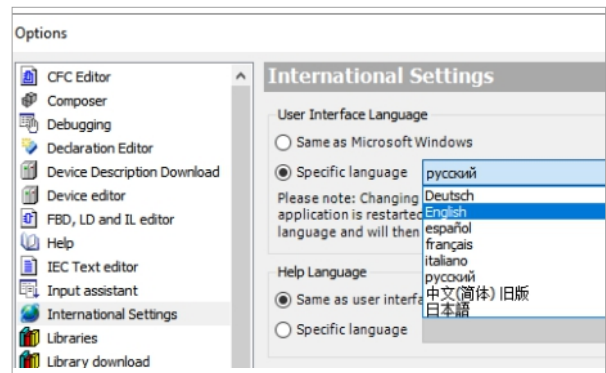 Options
CFC Editor
Composer
Debugging
Declaration Editor
Device Description Download
Device editor
FBD, LD and IL editor
Help
IEC Text editor
Input assistant
International Settings
Libraries
Library download
International Settings
User Interface Language
Same as Microsoft Windows
Specific language
русский
Please note: Changing
application is restarted
language and will then
Deutsch
English
español
français
italiano
русский
中文(简体) 旧版
日本語
Help Language
Same as user interfa
Specific language